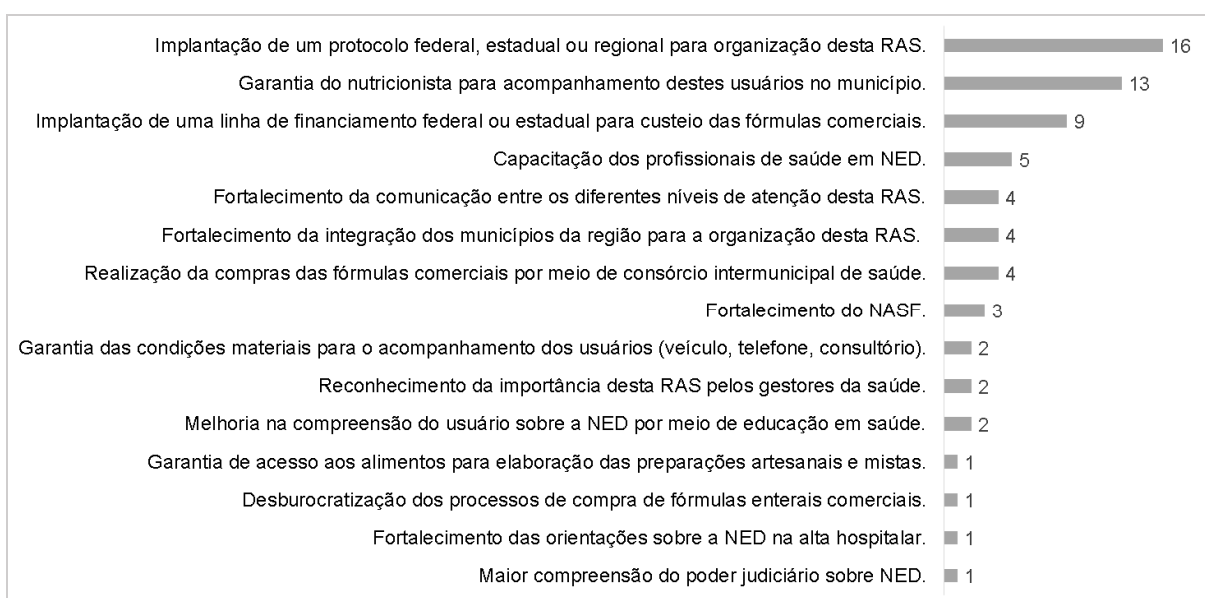 Implantação de um protocolo federal, estadual ou regional para organização desta RAS. 16
Garantia do nutricionista para acompanhamento destes usuários no município. 13
Implantação de uma linha de financiamento federal ou estadual para custeio das fórmulas comerciais. 9
Capacitação dos profissionais de saúde em NED. 5
Fortalecimento da comunicação entre os diferentes níveis de atenção desta RAS. 4
Fortalecimento da integração dos municípios da região para a organização desta RAS. 4
Realização da compras das fórmulas comerciais por meio de consórcio intermunicipal de saúde. 4
Fortalecimento do NASF. 3
Garantia das condições materiais para o acompanhamento dos usuários (veículo, telefone, consultório). 2
Reconhecimento da importância desta RAS pelos gestores da saúde. 2
Melhoria na compreensão do usuário sobre a NED por meio de educação em saúde. 2
Garantia de acesso aos alimentos para elaboração das preparações artesanais e mistas. 1
Desburocratização dos processos de compra de fórmulas enterais comerciais. 1
Fortalecimento das orientações sobre a NED na alta hospitalar. 1
Maior compreensão do poder judiciário sobre NED. 1